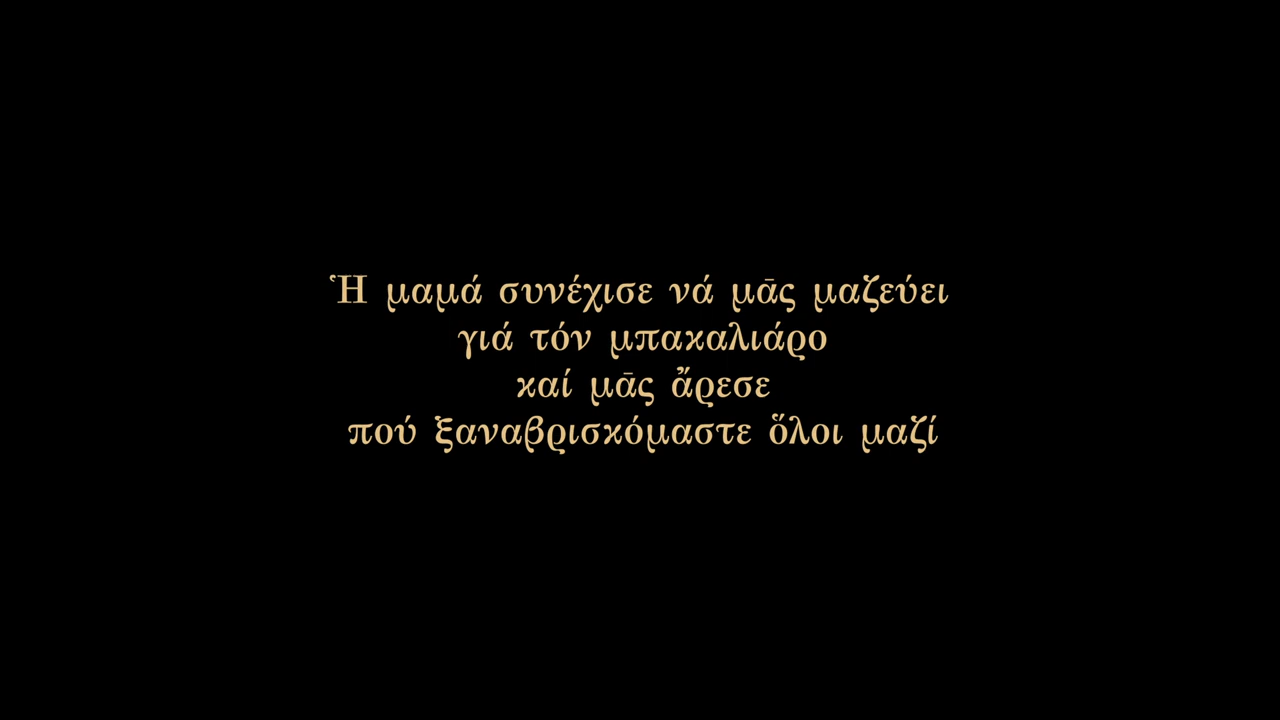 Ἡ μαμά συνέχισε νά μᾶς μαζεύει
γιά τόν μπακαλιάρο
καί μᾶς ἄρεσε
πού ξαναβρισκόμαστε ὅλοι μαζί